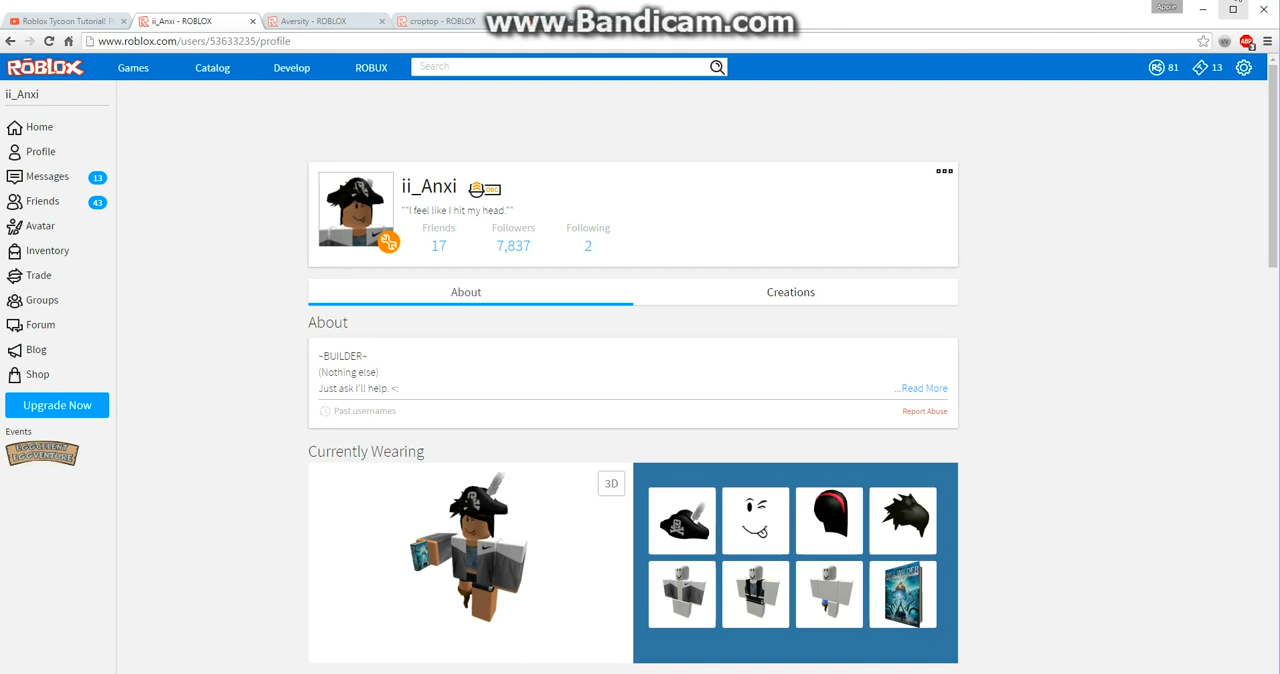 www.Bandicam.com
Apple
Roblox Tycoon Tutorial!
ii_Anxi - ROBLOX
Aversity - ROBLOX
croptop - ROBLOX
www.roblox.com/users/53633235/profile
ROBLOX
Games
Catalog
Develop
ROBUX
Search
R$ 81
13
ii_Anxi
Home
Profile
Messages 13
Friends 43
Avatar
Inventory
Trade
Groups
Forum
Blog
Shop
Upgrade Now
Events
EGGCELLENT
EGGVENTURE
ii_Anxi OBC
""I feel like I hit my head.""
Friends Followers Following
17 7,837 2
About Creations
About
~BUILDER~
(Nothing else)
Just ask I'll help. <:
...Read More
Past usernames
Report Abuse
Currently Wearing
3D